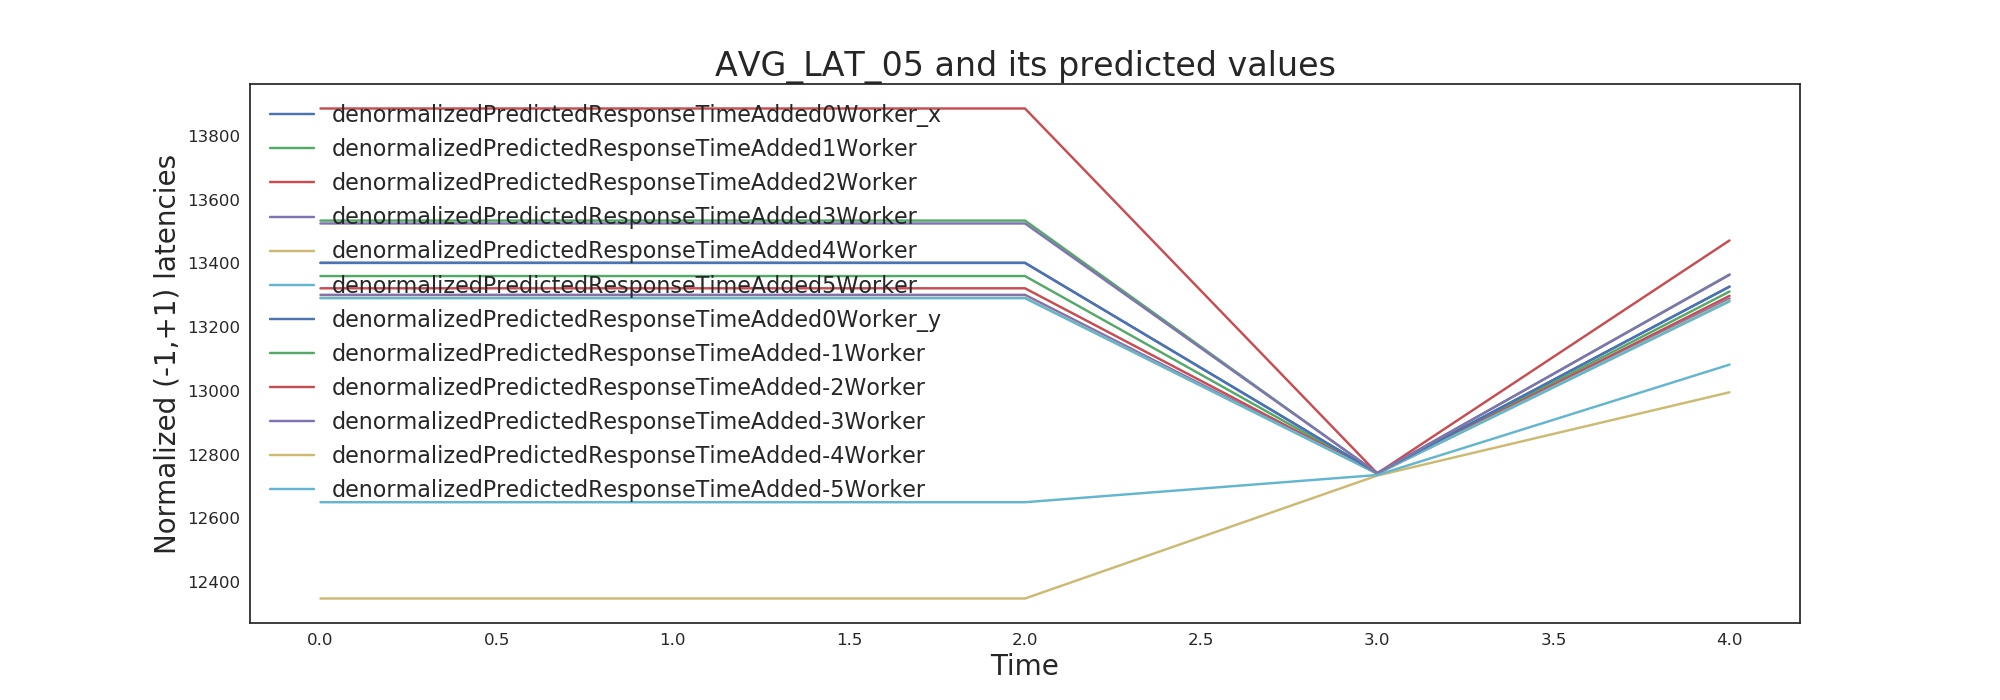 AVG_LAT_05 and its predicted values
denormalizedPredictedResponseTimeAdded0Worker_x
denormalizedPredictedResponseTimeAdded1Worker
denormalizedPredictedResponseTimeAdded2Worker
denormalizedPredictedResponseTimeAdded3Worker
denormalizedPredictedResponseTimeAdded4Worker
denormalizedPredictedResponseTimeAdded5Worker
denormalizedPredictedResponseTimeAdded0Worker_y
denormalizedPredictedResponseTimeAdded-1Worker
denormalizedPredictedResponseTimeAdded-2Worker
denormalizedPredictedResponseTimeAdded-3Worker
denormalizedPredictedResponseTimeAdded-4Worker
denormalizedPredictedResponseTimeAdded-5Worker
Normalized (-1,+1) latencies
13800
13600
13400
13200
13000
12800
12600
12400
0.0 0.5 1.0 1.5 2.0 2.5 3.0 3.5 4.0
Time